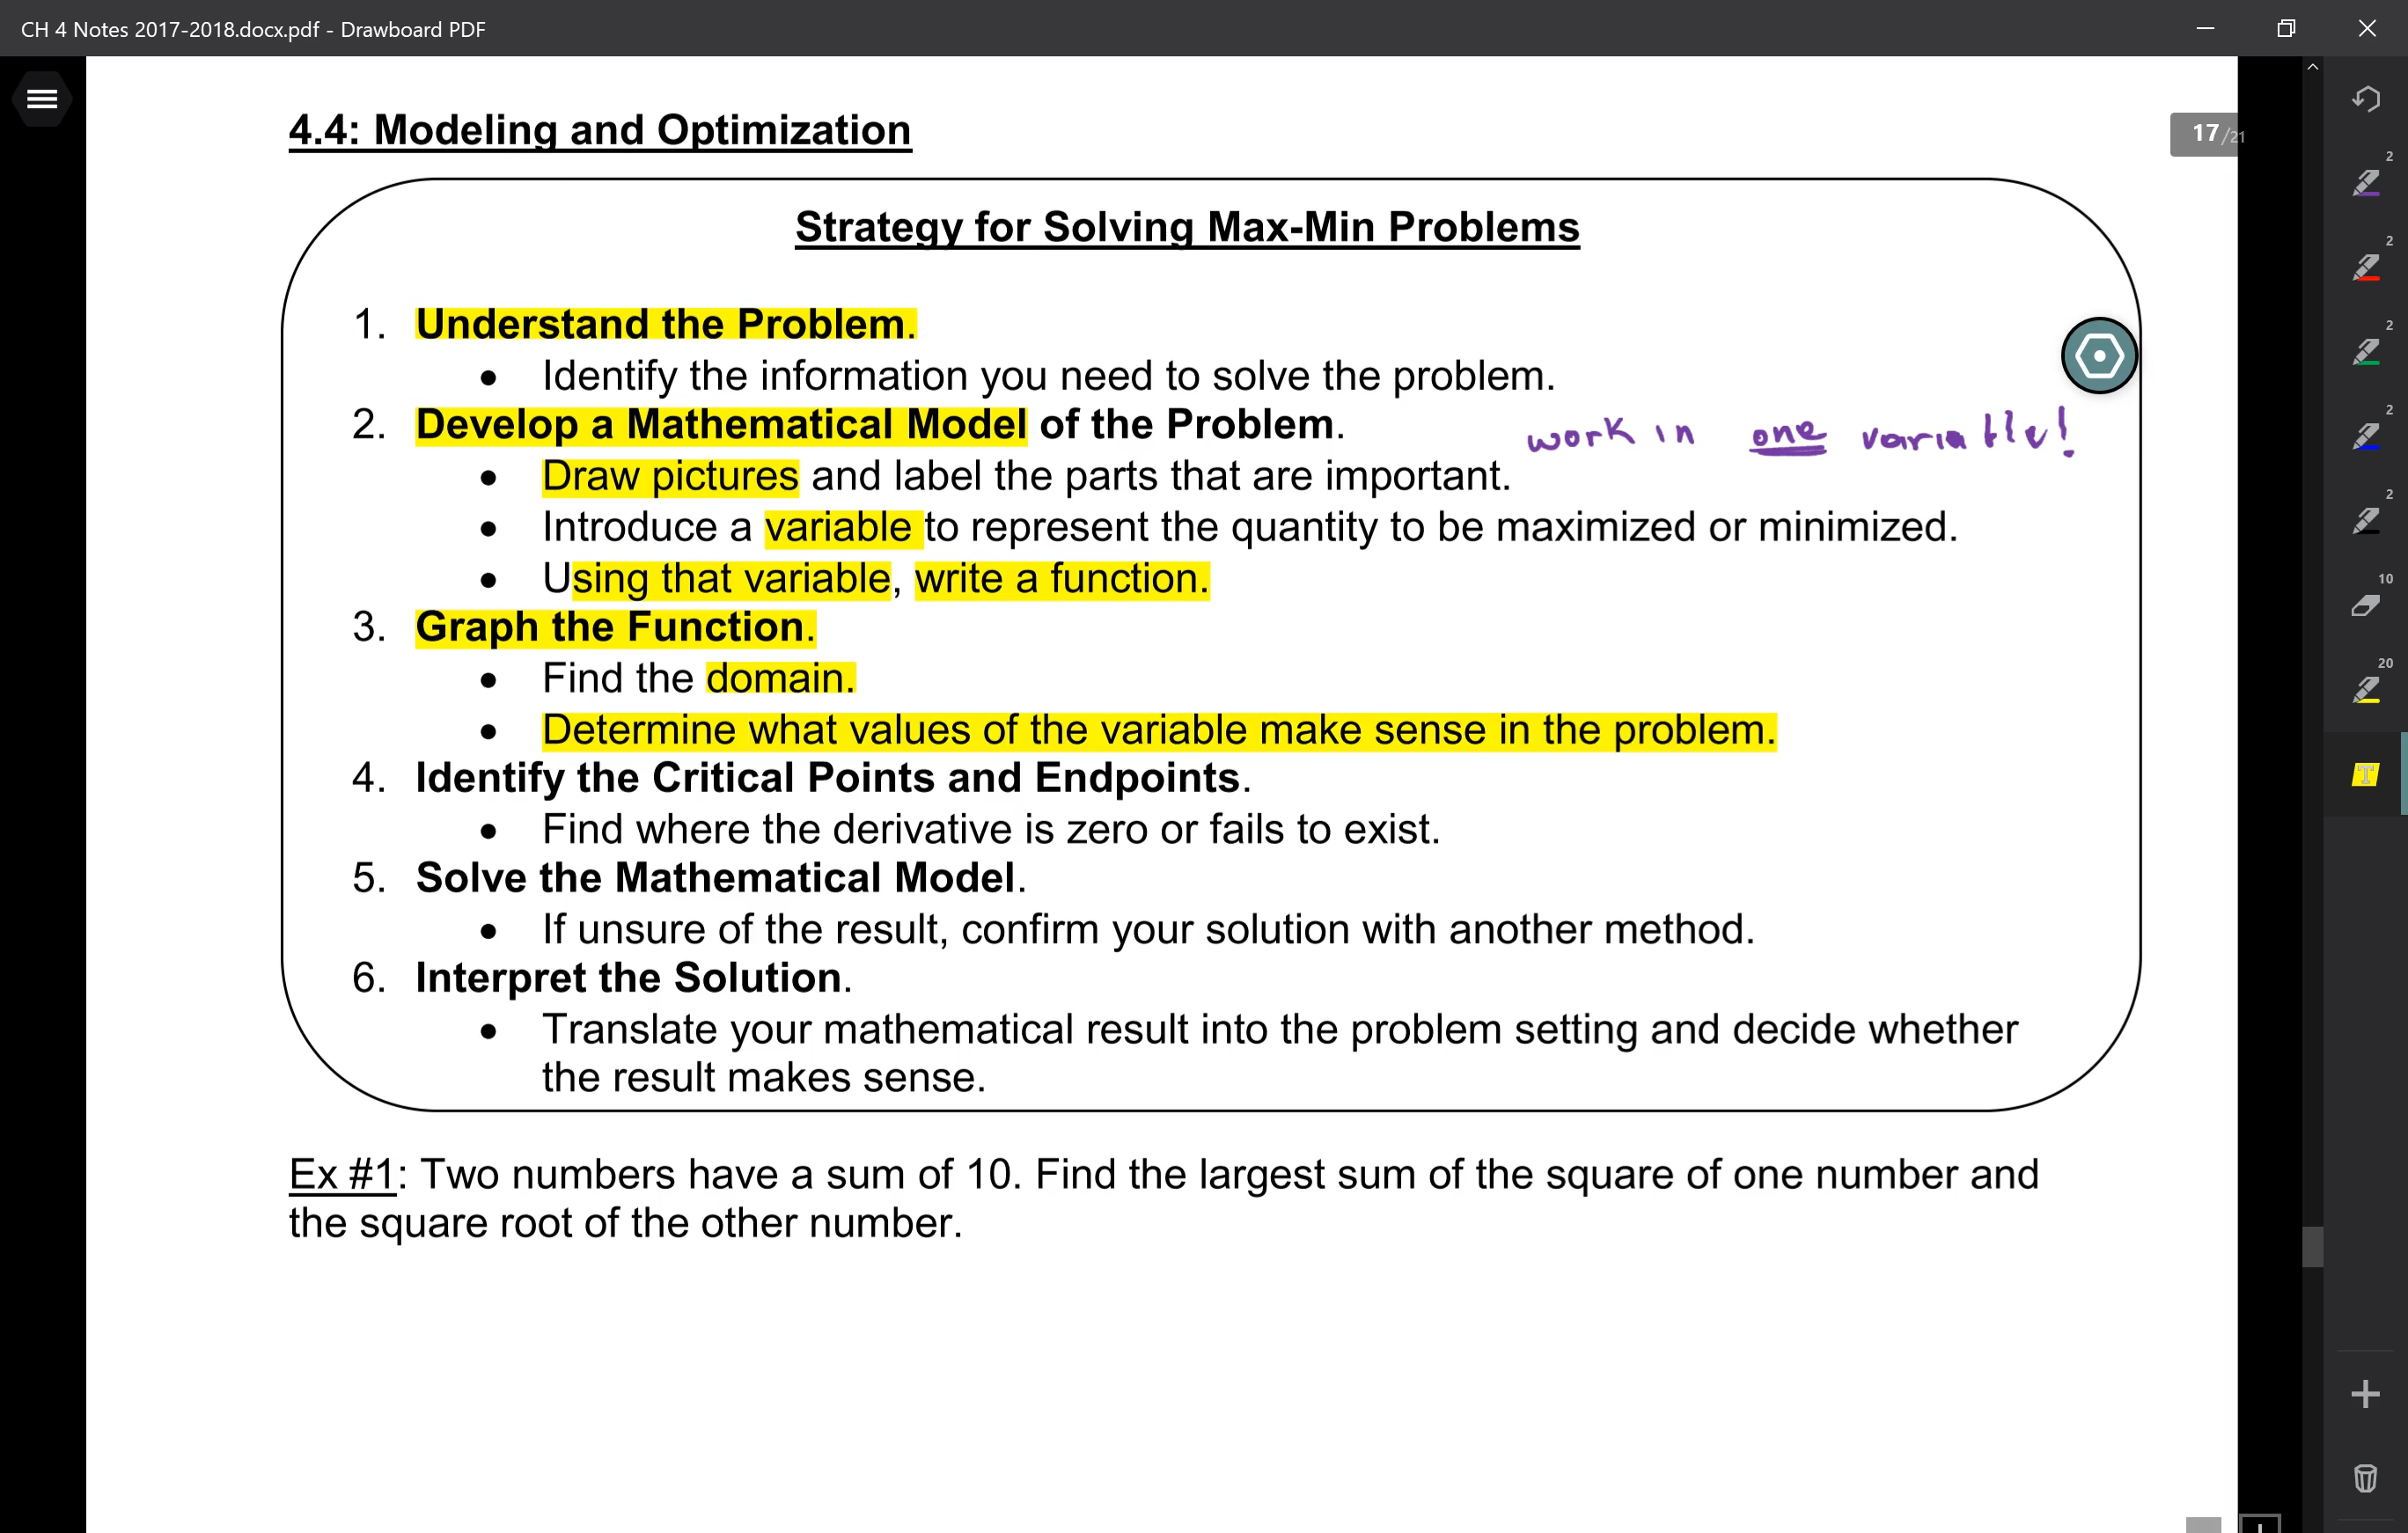 CH 4 Notes 2017-2018.docx.pdf - Drawboard PDF
4.4: Modeling and Optimization
17/21
Strategy for Solving Max-Min Problems
1. Understand the Problem.
• Identify the information you need to solve the problem.
2. Develop a Mathematical Model of the Problem.
work in one variable!
• Draw pictures and label the parts that are important.
• Introduce a variable to represent the quantity to be maximized or minimized.
• Using that variable, write a function.
3. Graph the Function.
• Find the domain.
• Determine what values of the variable make sense in the problem.
4. Identify the Critical Points and Endpoints.
• Find where the derivative is zero or fails to exist.
5. Solve the Mathematical Model.
• If unsure of the result, confirm your solution with another method.
6. Interpret the Solution.
• Translate your mathematical result into the problem setting and decide whether
the result makes sense.
Ex #1: Two numbers have a sum of 10. Find the largest sum of the square of one number and
the square root of the other number.
2
2
2
2
2
10
20
T